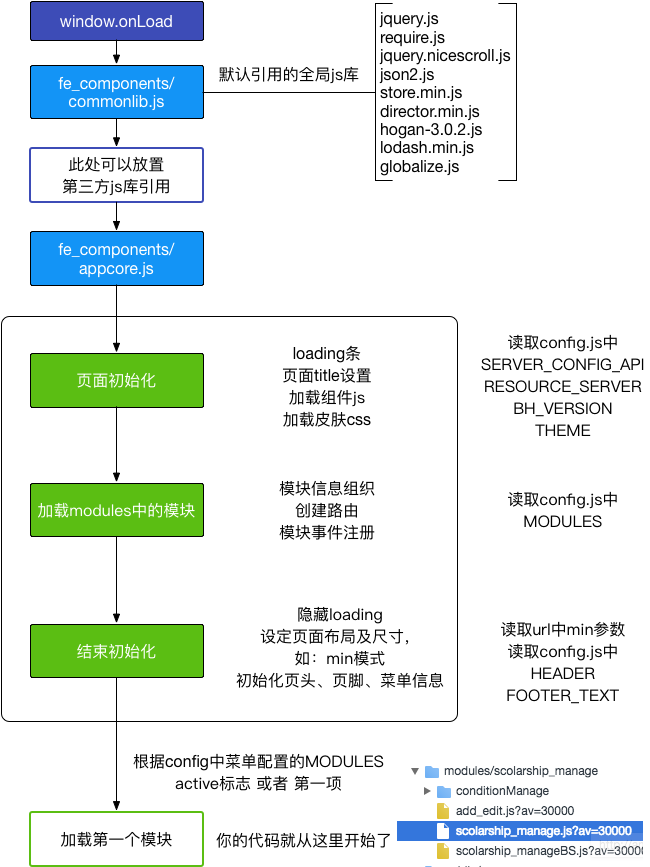 window.onLoad
fe_components/
commonlib.js
默认引用的全局js库
jquery.js
require.js
jquery.nicescroll.js
json2.js
store.min.js
director.min.js
hogan-3.0.2.js
lodash.min.js
globalize.js
此处可以放置
第三方js库引用
fe_components/
appcore.js
页面初始化
loading条
页面title设置
加载组件js
加载皮肤css
读取config.js中
SERVER_CONFIG_API
RESOURCE_SERVER
BH_VERSION
THEME
加载modules中的模块
模块信息组织
创建路由
模块事件注册
读取config.js中
MODULES
结束初始化
隐藏loading
设定页面布局及尺寸，
如：min模式
初始化页头、页脚、菜单信息
读取url中min参数
读取config.js中
HEADER
FOOTER_TEXT
根据config中菜单配置的MODULES
active标志 或者 第一项
加载第一个模块
你的代码就从这里开始了
modules/scolarship_manage
conditionManage
add_edit.js?av=30000
scolarship_manage.js?av=30000
scolarship_manageBS.js?av=30000